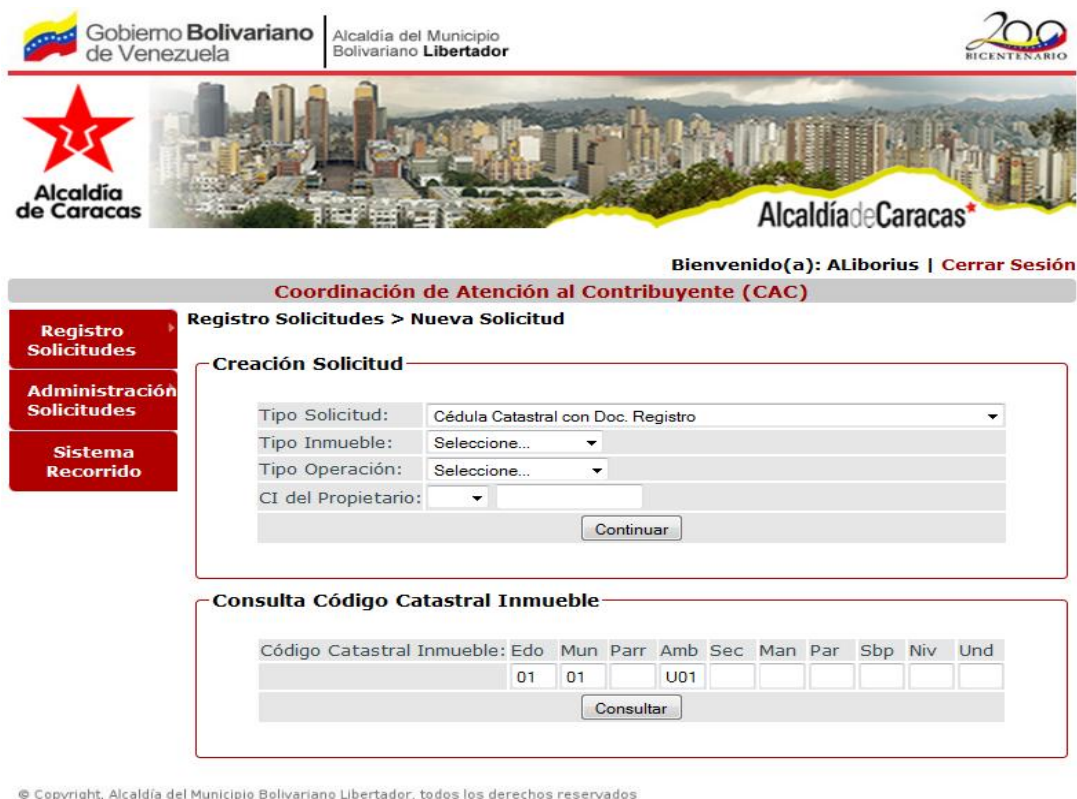 Gobierno Bolivariano
de Venezuela
Alcaldía del Municipio
Bolivariano Libertador
200
BICENTENARIO
Alcaldía
de Caracas
AlcaldíadeCaracas*
Bienvenido(a): ALiborius | Cerrar Sesión
Coordinación de Atención al Contribuyente (CAC)
Registro
Solicitudes
Administración
Solicitudes
Sistema
Recorrido
Registro Solicitudes > Nueva Solicitud
Creación Solicitud
Tipo Solicitud: Cédula Catastral con Doc. Registro
Tipo Inmueble: Seleccione...
Tipo Operación: Seleccione...
CI del Propietario:
Continuar
Consulta Código Catastral Inmueble
Código Catastral Inmueble: Edo Mun Parr Amb Sec Man Par Sbp Niv Und
01 01 U01
Consultar
© Copyright, Alcaldía del Municipio Bolivariano Libertador, todos los derechos reservados